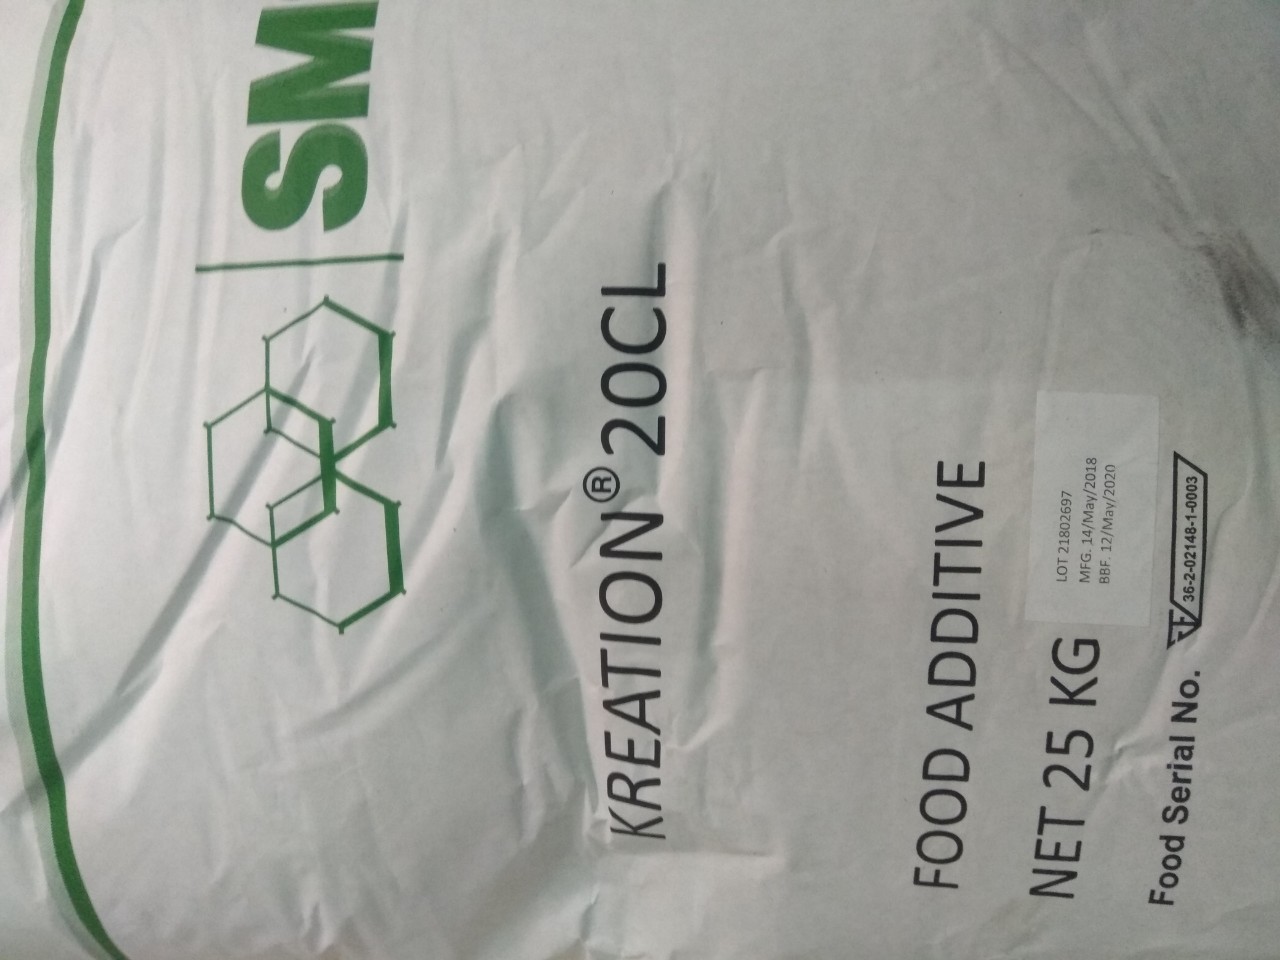 SM
KREATION® 20CL
FOOD ADDITIVE
NET 25 KG
LOT 21802697
MFG. 14/May/2018
BBF. 12/May/2020
Food Serial No. 36-2-02148-1-0003